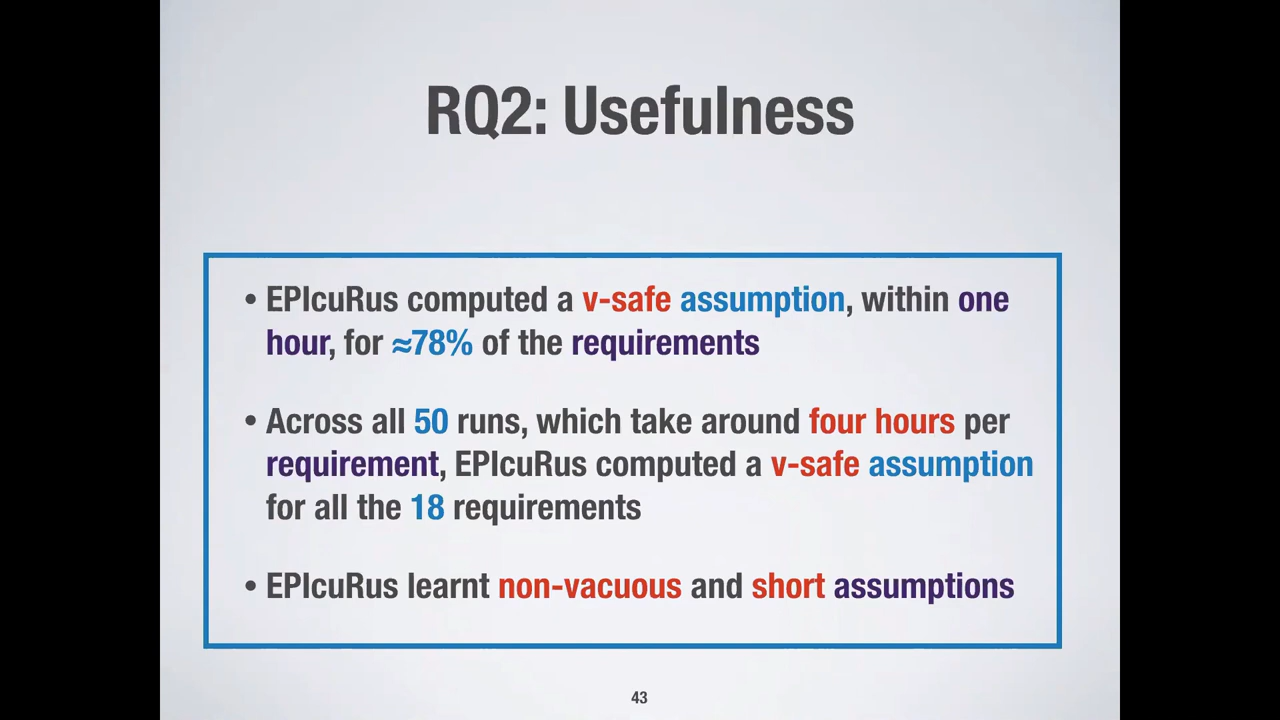 RQ2: Usefulness
• EPIcuRus computed a v-safe assumption, within one
hour, for ≈78% of the requirements
• Across all 50 runs, which take around four hours per
requirement, EPIcuRus computed a v-safe assumption
for all the 18 requirements
• EPIcuRus learnt non-vacuous and short assumptions
43